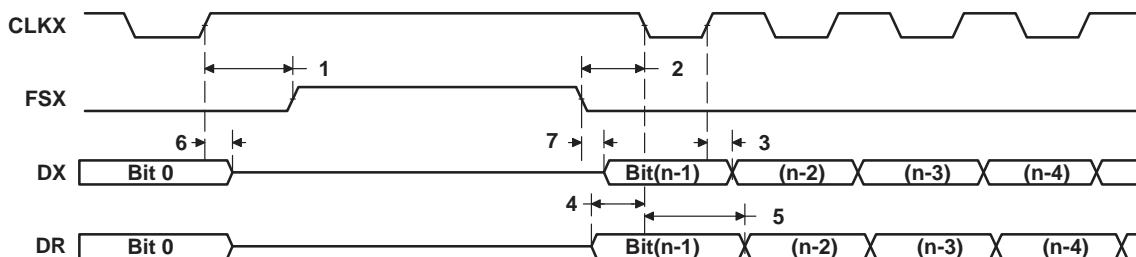 CLKX
1 2
FSX
6 7 3
DX Bit 0 Bit(n-1) (n-2) (n-3) (n-4)
4 5
DR Bit 0 Bit(n-1) (n-2) (n-3) (n-4)